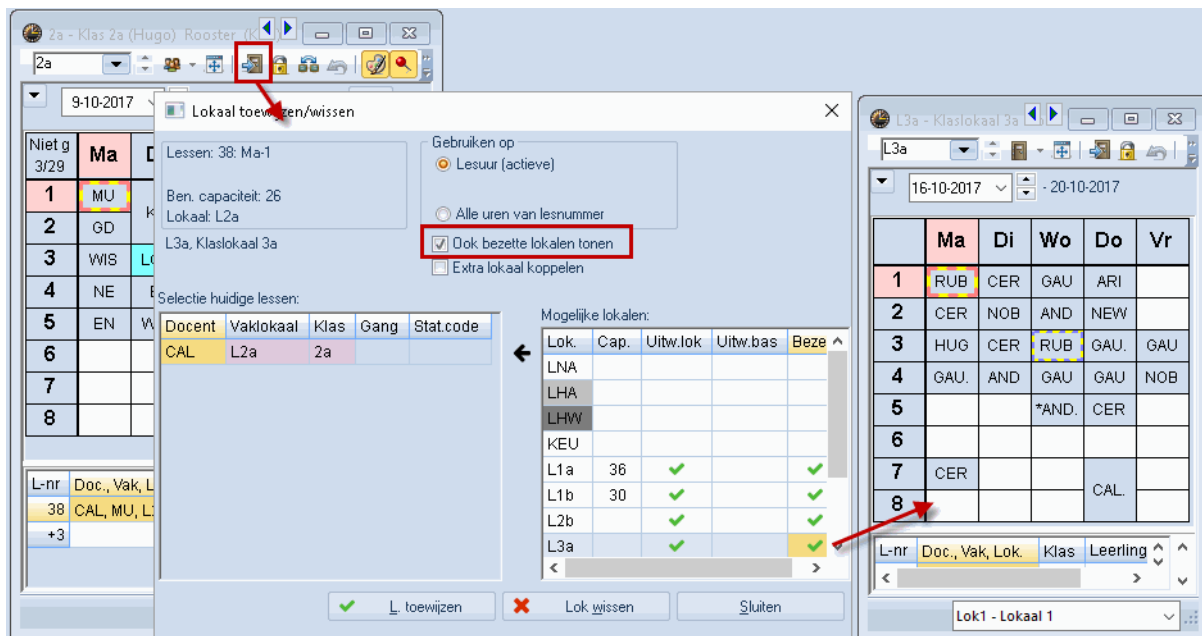 2a - Klas 2a (Hugo) Rooster (K
2a
9-10-2017
Niet g
3/29
Ma
1 MU
2 GD
3 WIS
4 NE
5 EN
6
7
8
L-nr Doc., Vak, L
38 CAL, MU, L
+3
Lokaal toewijzen/wissen
Lessen: 38: Ma-1
Ben. capaciteit: 26
Lokaal: L2a
L3a, Klaslokaal 3a
Gebruiken op
Lesuur (actieve)
Alle uren van lesnummer
Ook bezette lokalen tonen
Extra lokaal koppelen
Selectie huidige lessen:
Docent Vaklokaal Klas Gang Stat.code
CAL L2a 2a
Mogelijke lokalen:
Lok. Cap. Uitw.lok Uitw.bas Beze
LNA
LHA
LHW
KEU
L1a 36
L1b 30
L2b
L3a
L. toewijzen
Lok wissen
Sluiten
L3a - Klaslokaal 3a
L3a
16-10-2017 - 20-10-2017
Ma Di Wo Do Vr
1 RUB CER GAU ARI
2 CER NOB AND NEW
3 HUG CER RUB GAU. GAU
4 GAU. AND GAU GAU NOB
5 *AND. CER
6
7 CER CAL.
8
L-nr Doc., Vak, Lok. Klas Leerling
Lok1 - Lokaal 1